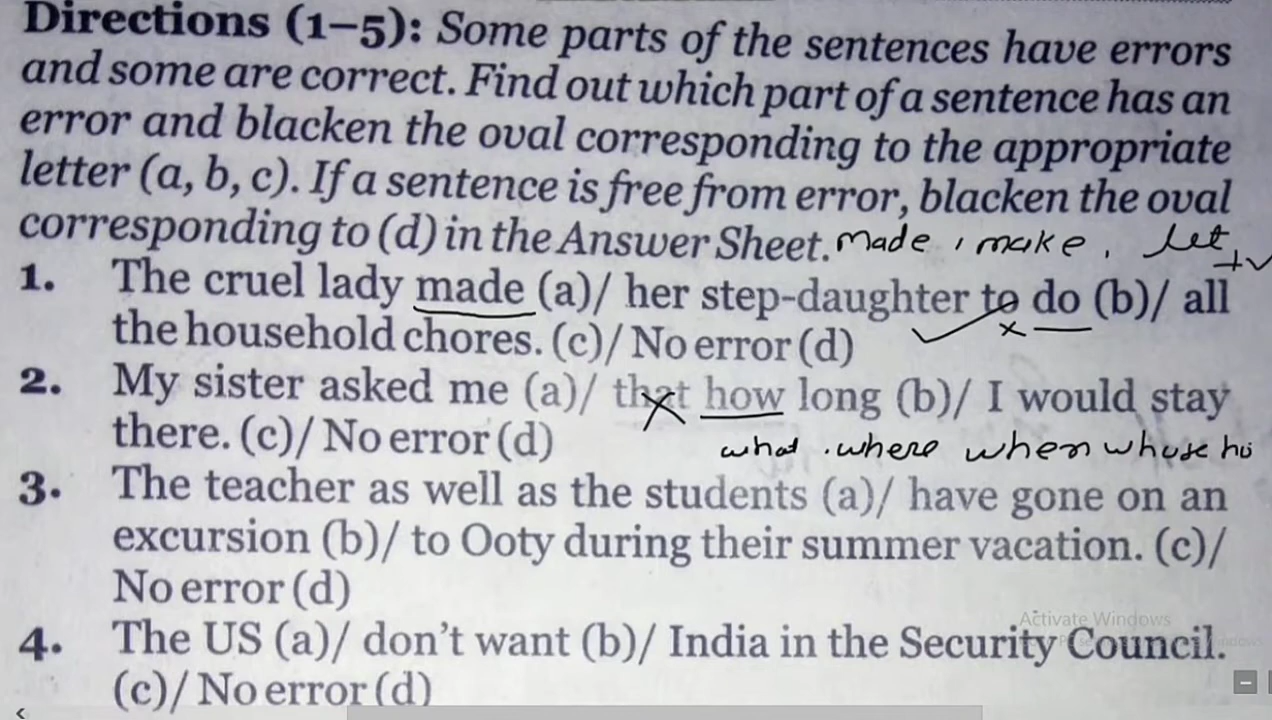 Directions (1–5): Some parts of the sentences have errors
and some are correct. Find out which part of a sentence has an
error and blacken the oval corresponding to the appropriate
letter (a, b, c). If a sentence is free from error, blacken the oval
corresponding to (d) in the Answer Sheet. made, make, let
+v
1. The cruel lady made (a)/ her step-daughter to do (b)/ all
the household chores. (c)/ No error (d)
x
2. My sister asked me (a)/ that how long (b)/ I would stay
there. (c)/ No error (d)
what. where when whose
3. The teacher as well as the students (a)/ have gone on an
excursion (b)/ to Ooty during their summer vacation. (c)/
No error (d)
Activate Windows
4. The US (a)/ don't want (b)/ India in the Security Council.
(c)/ No error (d)